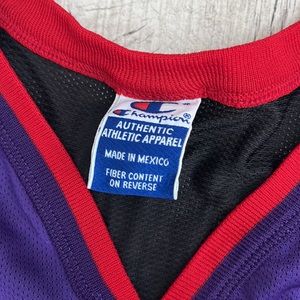 Champion®
AUTHENTIC
ATHLETIC APPAREL
MADE IN MEXICO
FIBER CONTENT
ON REVERSE